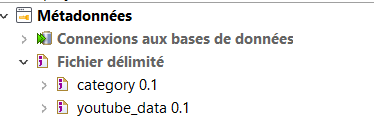 Métadonnées
Connexions aux bases de données
Fichier délimité
category 0.1
youtube_data 0.1